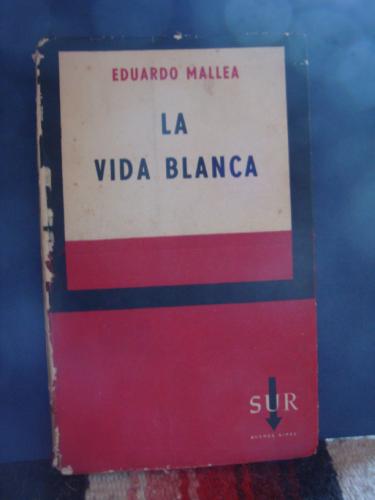 EDUARDO MALLEA
LA
VIDA BLANCA
SUR
BUENOS AIRES